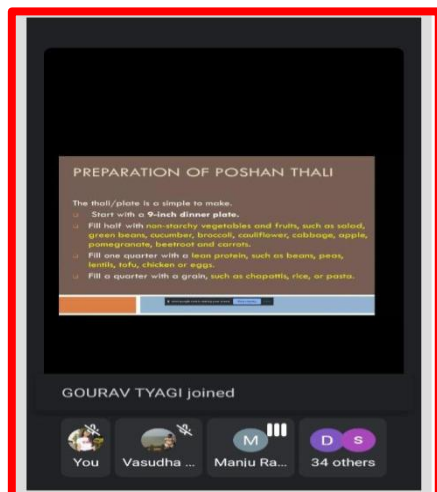 PREPARATION OF POSHAN THALI
The thali/plate is a simple to make.
Start with a 9-inch dinner plate.
Fill half with non-starchy vegetables and fruits, such as salad,
green beans, cucumber, broccoli, cauliflower, cabbage, apple,
pomegranate, beetroot and carrots.
Fill one quarter with a lean protein, such as beans, peas,
lentils, tofu, chicken or eggs.
Fill a quarter with a grain, such as chapattis, rice, or pasta.
GOURAV TYAGI joined
M D S
You Vasudha ... Manju Ra... 34 others